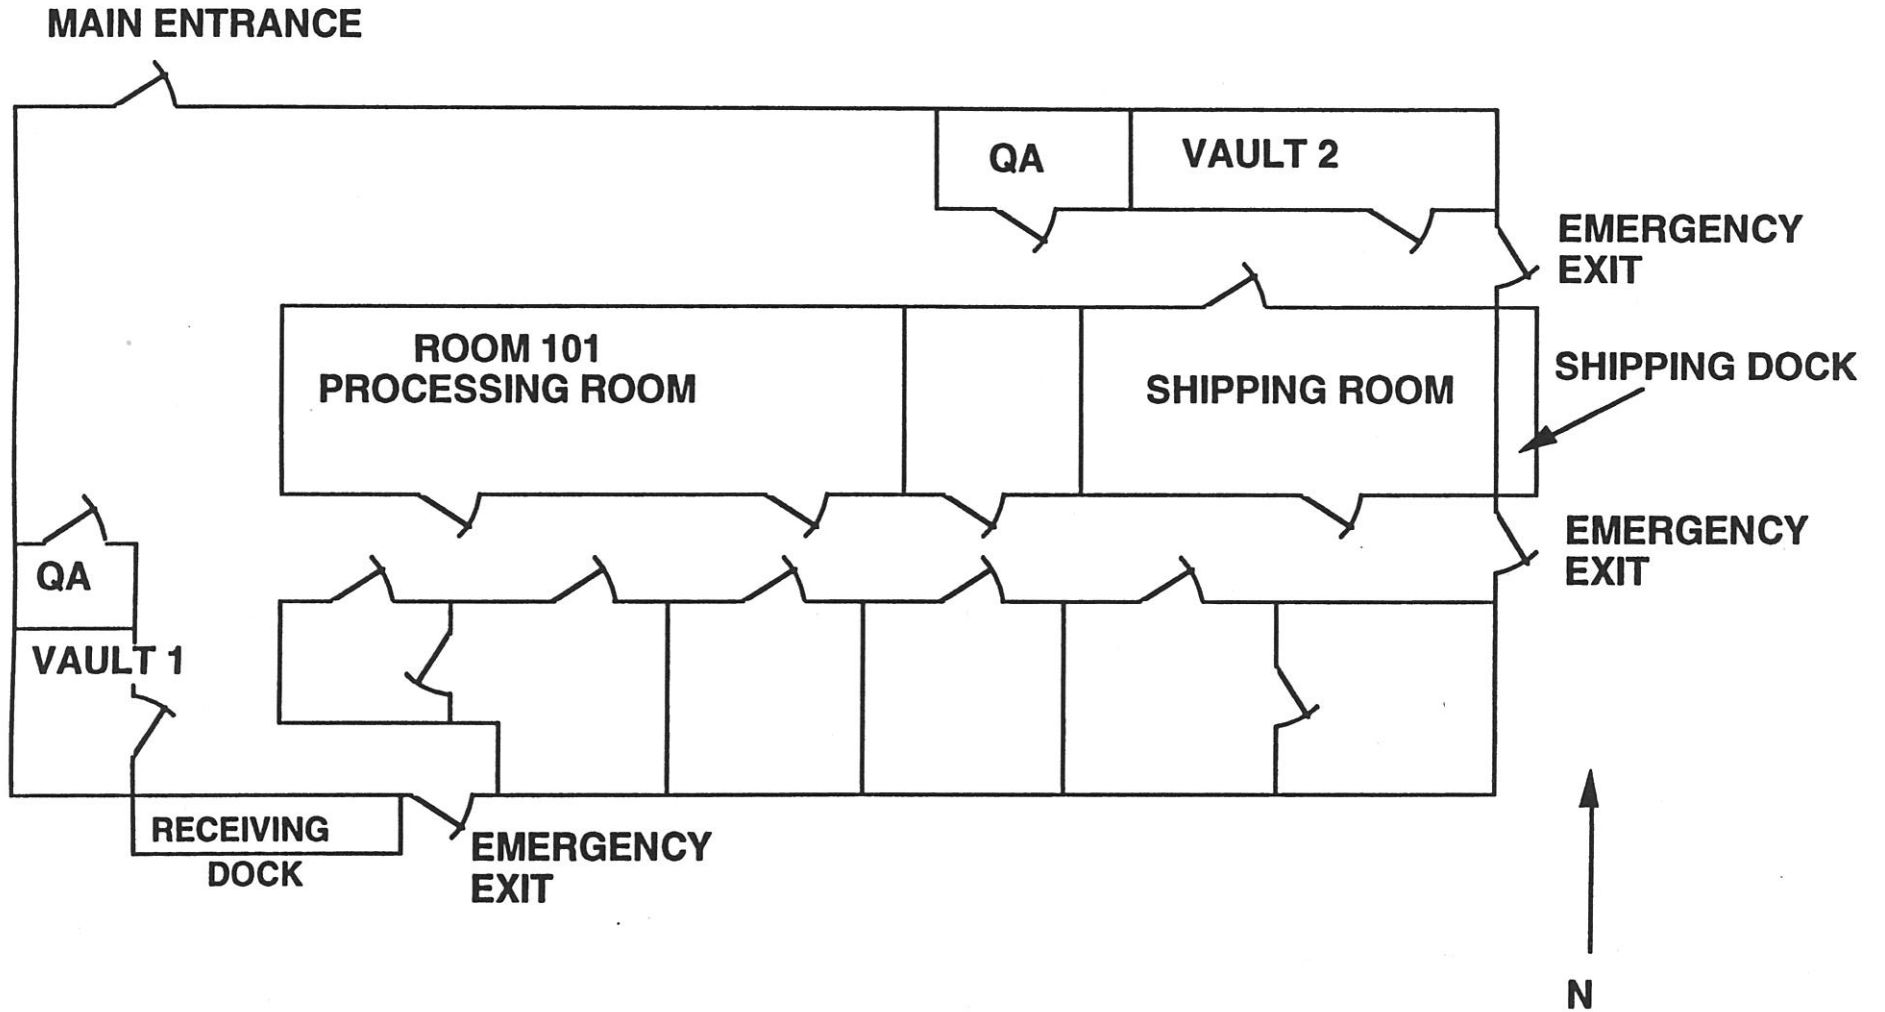 MAIN ENTRANCE
QA
VAULT 2
EMERGENCY
EXIT
ROOM 101
PROCESSING ROOM
SHIPPING ROOM
SHIPPING DOCK
EMERGENCY
EXIT
QA
VAULT 1
RECEIVING
DOCK
EMERGENCY
EXIT
N